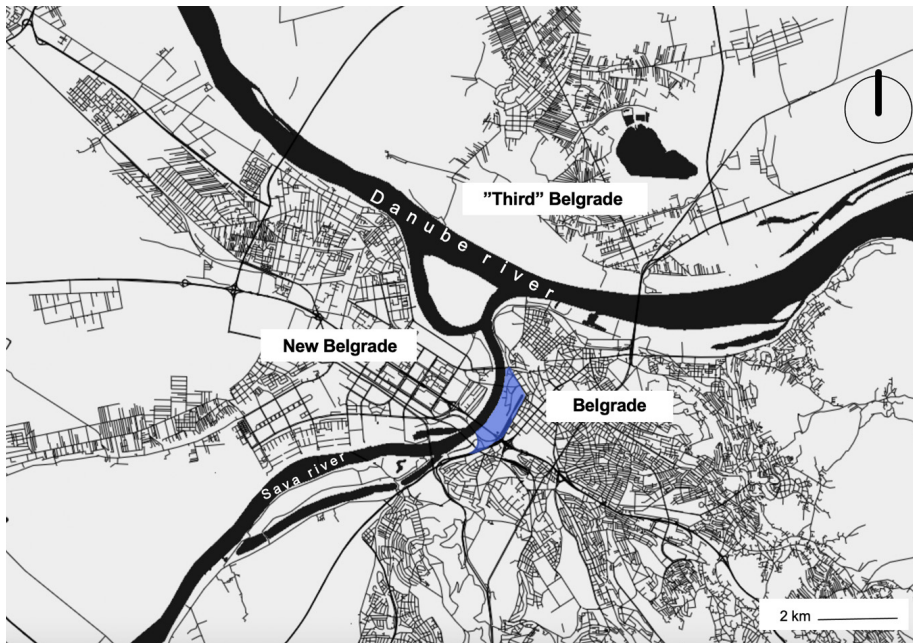 ”Third” Belgrade
Danube river
New Belgrade
Belgrade
Sava river
2 km